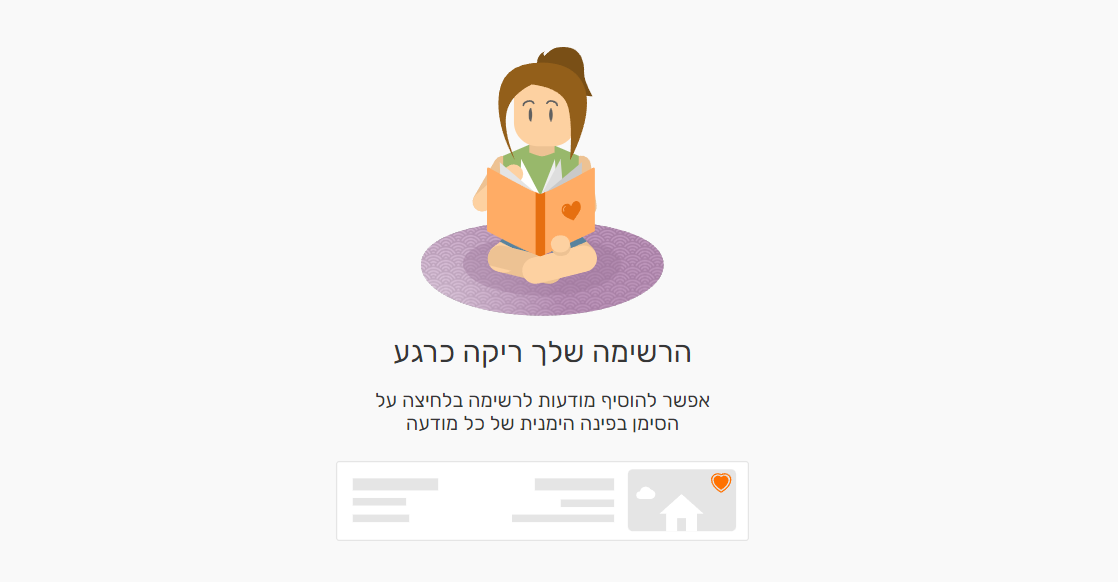 הרשימה שלך ריקה כרגע
אפשר להוסיף מודעות לרשימה בלחיצה על
הסימן בפינה הימנית של כל מודעה